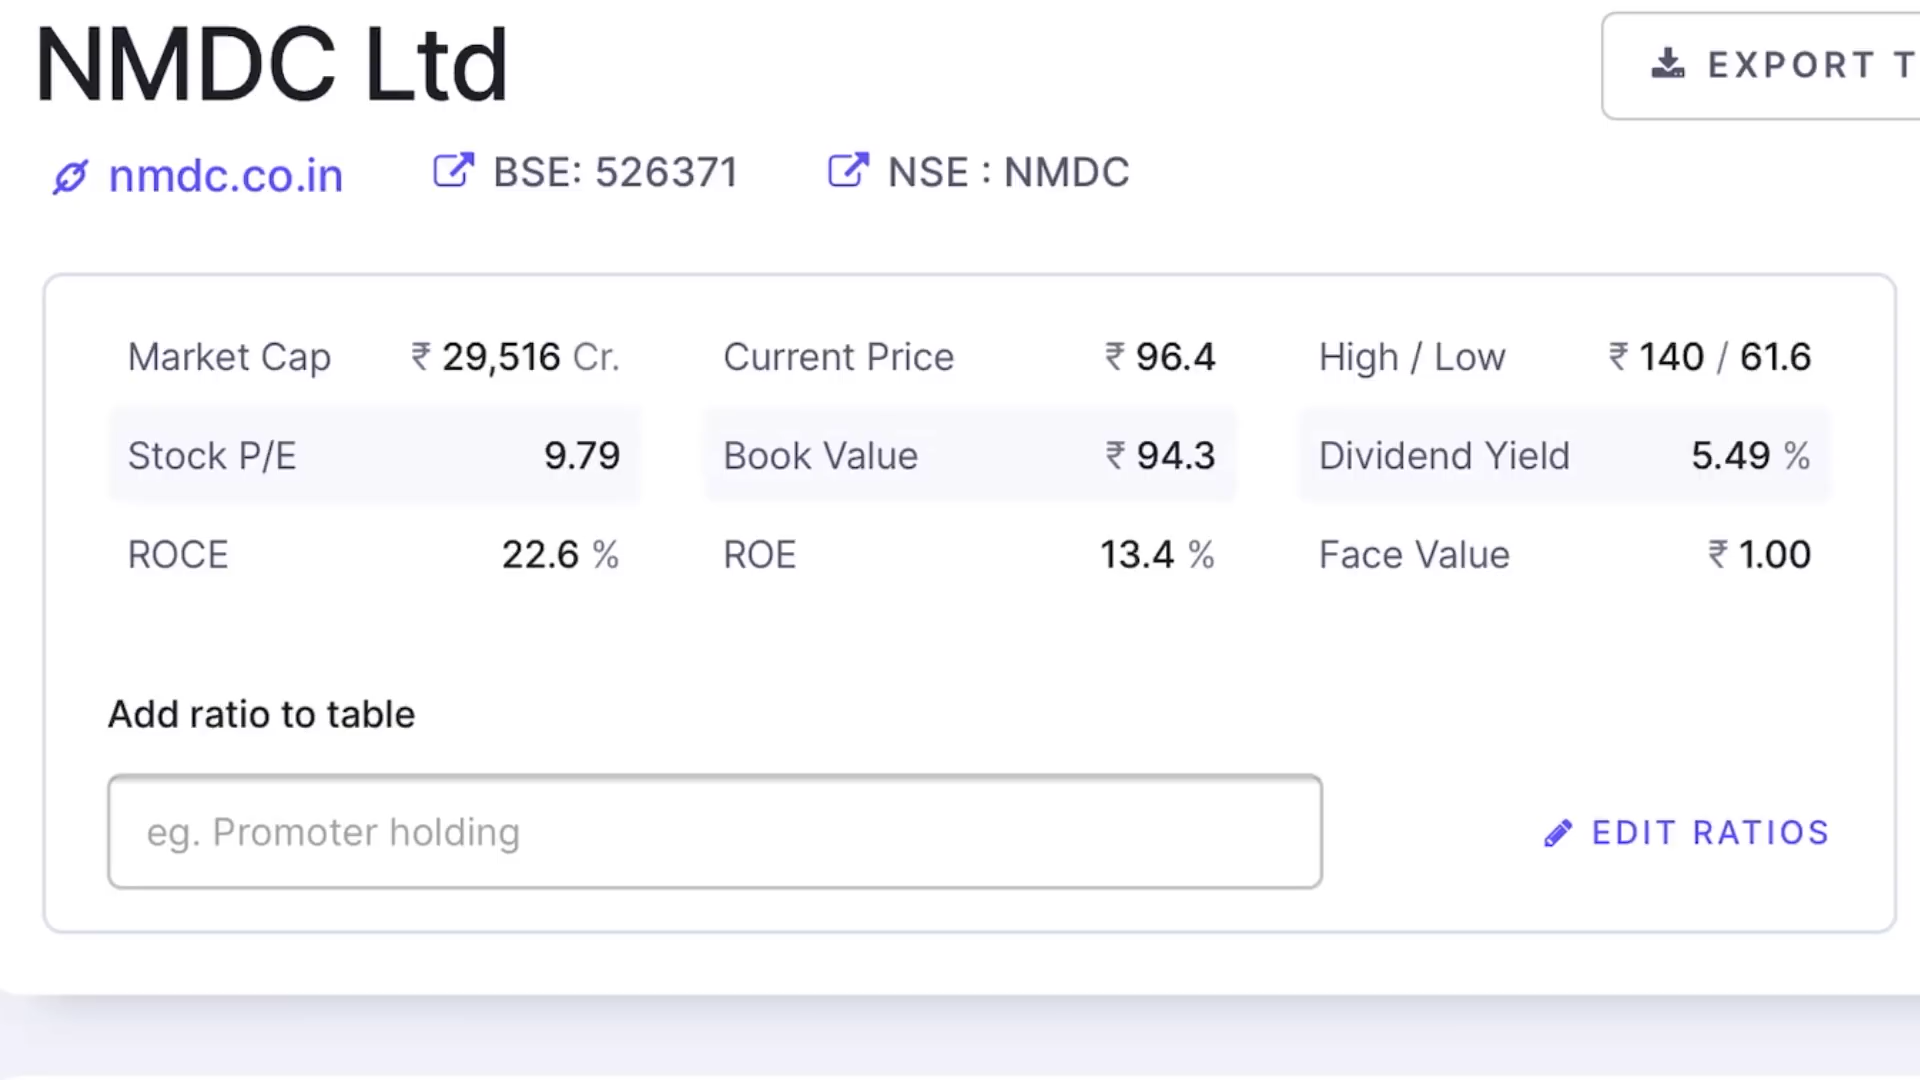 NMDC Ltd
EXPORT T
nmdc.co.in BSE: 526371 NSE : NMDC
Market Cap ₹ 29,516 Cr. Current Price ₹ 96.4 High / Low ₹ 140 / 61.6
Stock P/E 9.79 Book Value ₹ 94.3 Dividend Yield 5.49 %
ROCE 22.6 % ROE 13.4 % Face Value ₹ 1.00
Add ratio to table
eg. Promoter holding
EDIT RATIOS